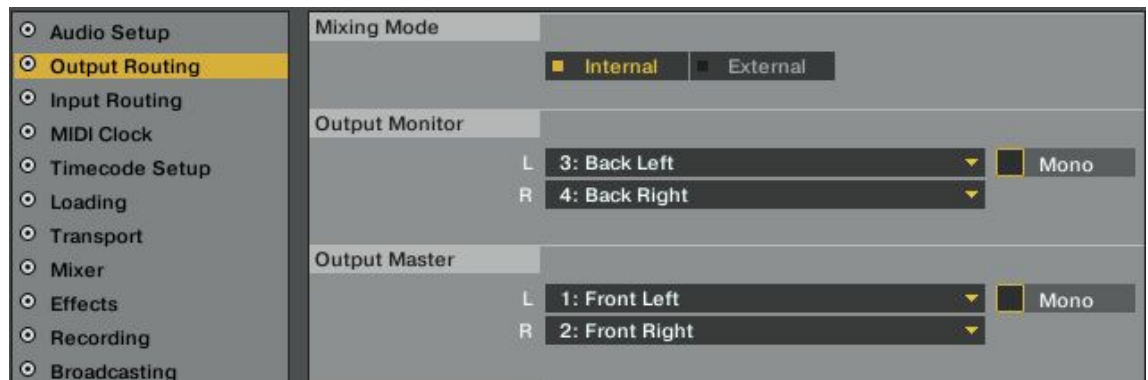 Audio Setup
Output Routing
Input Routing
MIDI Clock
Timecode Setup
Loading
Transport
Mixer
Effects
Recording
Broadcasting
Mixing Mode
Internal External
Output Monitor
L 3: Back Left Mono
R 4: Back Right
Output Master
L 1: Front Left Mono
R 2: Front Right